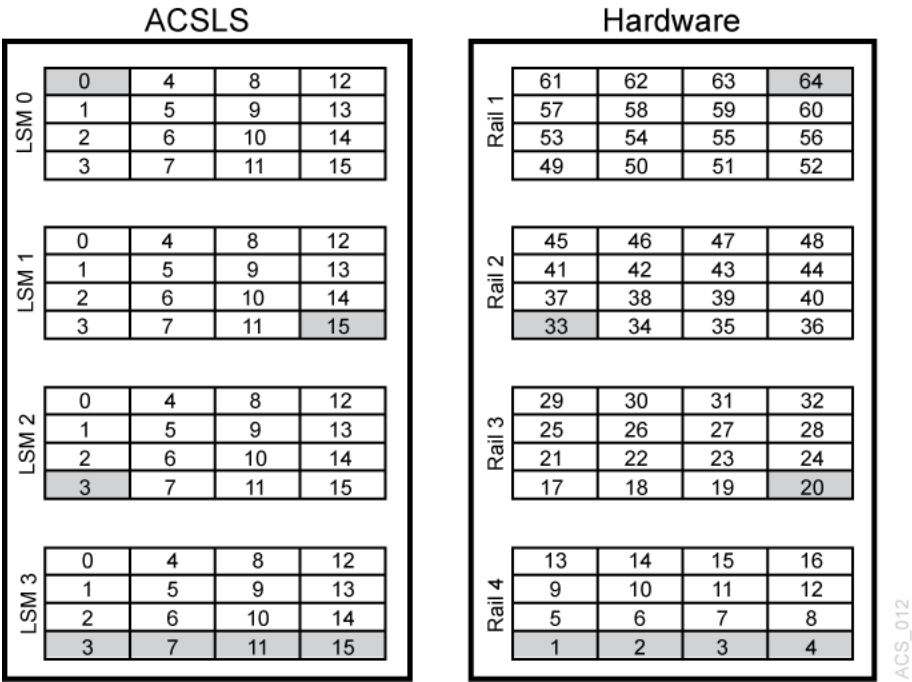 ACSLS
LSM 0
0 4 8 12
1 5 9 13
2 6 10 14
3 7 11 15
LSM 1
0 4 8 12
1 5 9 13
2 6 10 14
3 7 11 15
LSM 2
0 4 8 12
1 5 9 13
2 6 10 14
3 7 11 15
LSM 3
0 4 8 12
1 5 9 13
2 6 10 14
3 7 11 15
Hardware
Rail 1
61 62 63 64
57 58 59 60
53 54 55 56
49 50 51 52
Rail 2
45 46 47 48
41 42 43 44
37 38 39 40
33 34 35 36
Rail 3
29 30 31 32
25 26 27 28
21 22 23 24
17 18 19 20
Rail 4
13 14 15 16
9 10 11 12
5 6 7 8
1 2 3 4
ACS_012